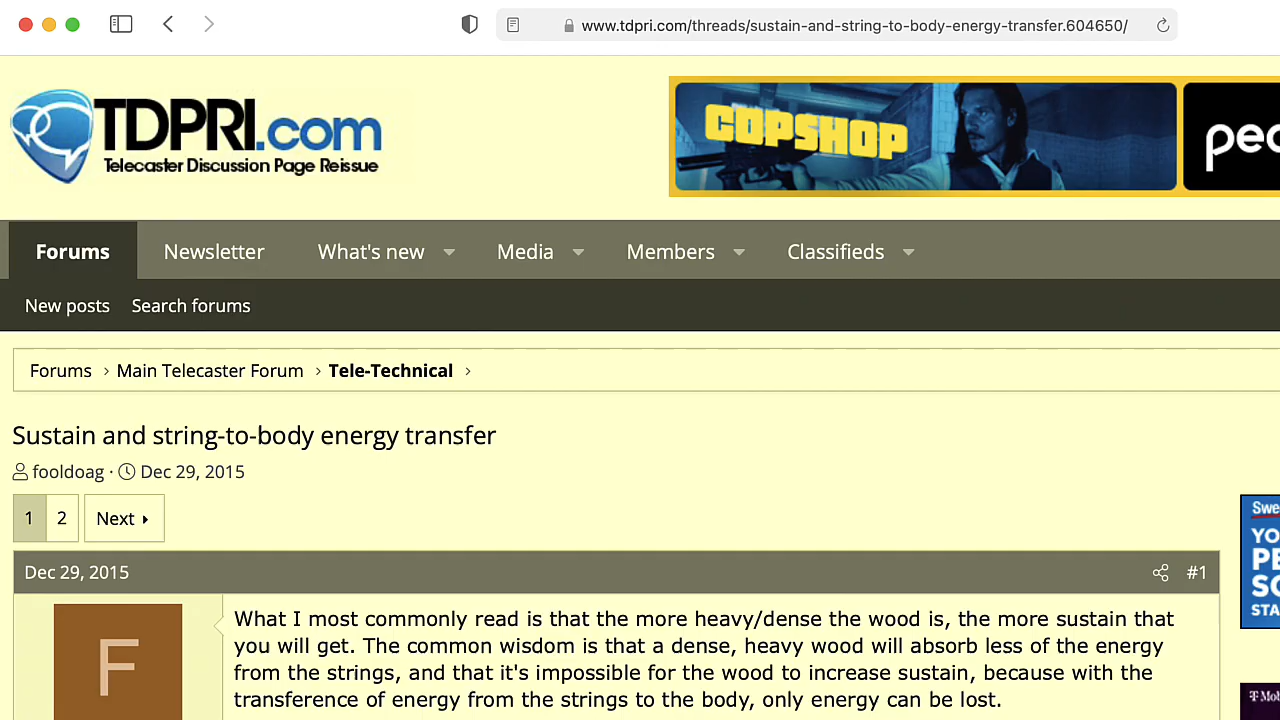 www.tdpri.com/threads/sustain-and-string-to-body-energy-transfer.604650/
TDPRI.com
Telecaster Discussion Page Reissue
COPSHOP
Forums Newsletter What's new Media Members Classifieds
New posts Search forums
Forums Main Telecaster Forum Tele-Technical
Sustain and string-to-body energy transfer
fooldoag · Dec 29, 2015
1 2 Next
Dec 29, 2015 #1
F
What I most commonly read is that the more heavy/dense the wood is, the more sustain that
you will get. The common wisdom is that a dense, heavy wood will absorb less of the energy
from the strings, and that it's impossible for the wood to increase sustain, because with the
transference of energy from the strings to the body, only energy can be lost.